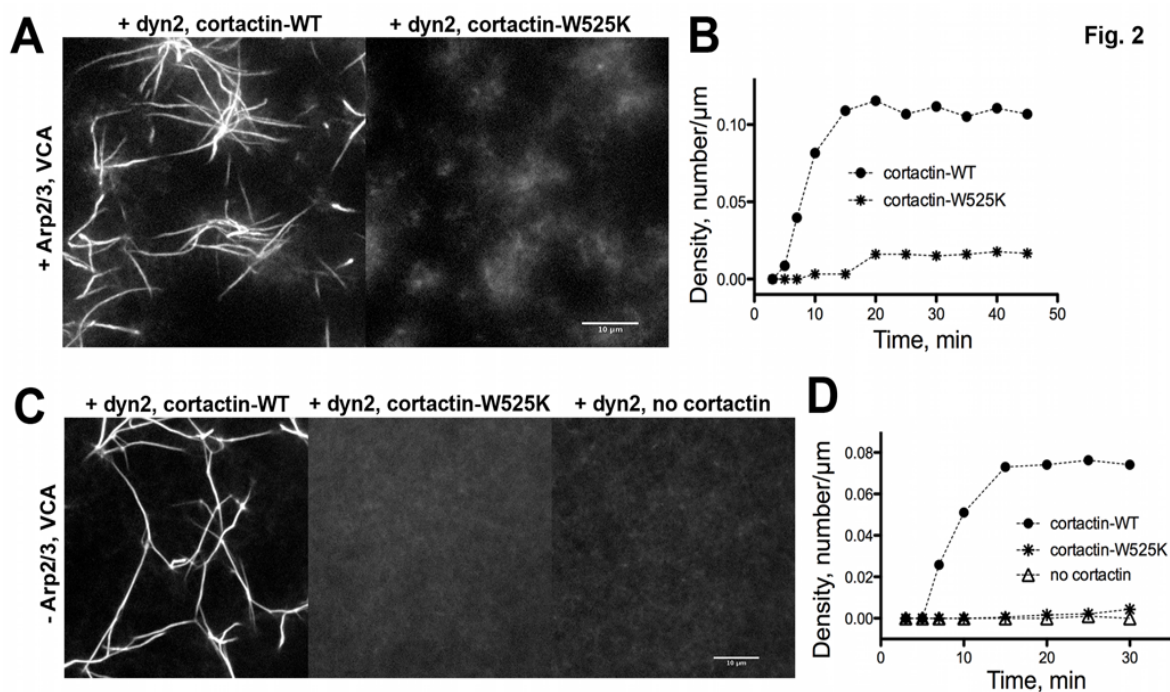 A
+ dyn2, cortactin-WT
+ dyn2, cortactin-W525K
+ Arp2/3, VCA
10 µm
B
Fig. 2
Density, number/µm
0.10
0.05
0.00
cortactin-WT
cortactin-W525K
0 10 20 30 40 50
Time, min
C
+ dyn2, cortactin-WT
+ dyn2, cortactin-W525K
+ dyn2, no cortactin
- Arp2/3, VCA
10 µm
D
Density, number/µm
0.08
0.06
0.04
0.02
0.00
cortactin-WT
cortactin-W525K
no cortactin
0 10 20 30
Time, min